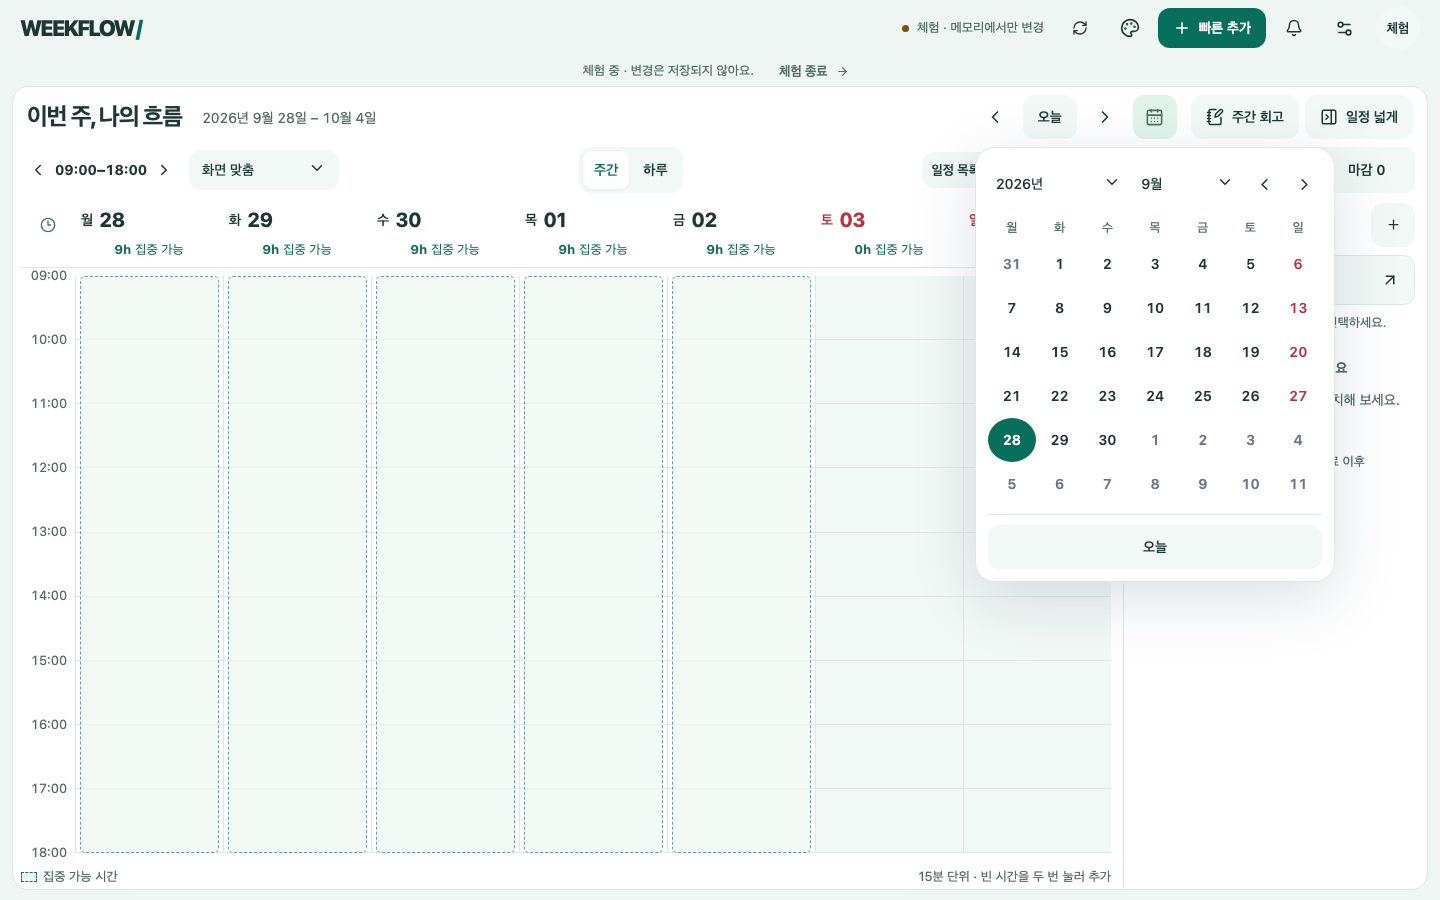 WEEKFLOW/
체험 · 메모리에서만 변경
빠른 추가
체험
체험 중 · 변경은 저장되지 않아요.
체험 종료 →
이번 주, 나의 흐름
2026년 9월 28일 – 10월 4일
오늘
주간 회고
일정 넓게
09:00–18:00
화면 맞춤
주간
하루
일정 목록
마감 0
월 28
화 29
수 30
목 01
금 02
토 03
9h 집중 가능
9h 집중 가능
9h 집중 가능
9h 집중 가능
9h 집중 가능
0h 집중 가능
09:00
10:00
11:00
12:00
13:00
14:00
15:00
16:00
17:00
18:00
2026년
9월
월 화 수 목 금 토 일
31 1 2 3 4 5 6
7 8 9 10 11 12 13
14 15 16 17 18 19 20
21 22 23 24 25 26 27
28 29 30 1 2 3 4
5 6 7 8 9 10 11
오늘
택하세요.
요
치해 보세요.
이후
집중 가능 시간
15분 단위 · 빈 시간을 두 번 눌러 추가